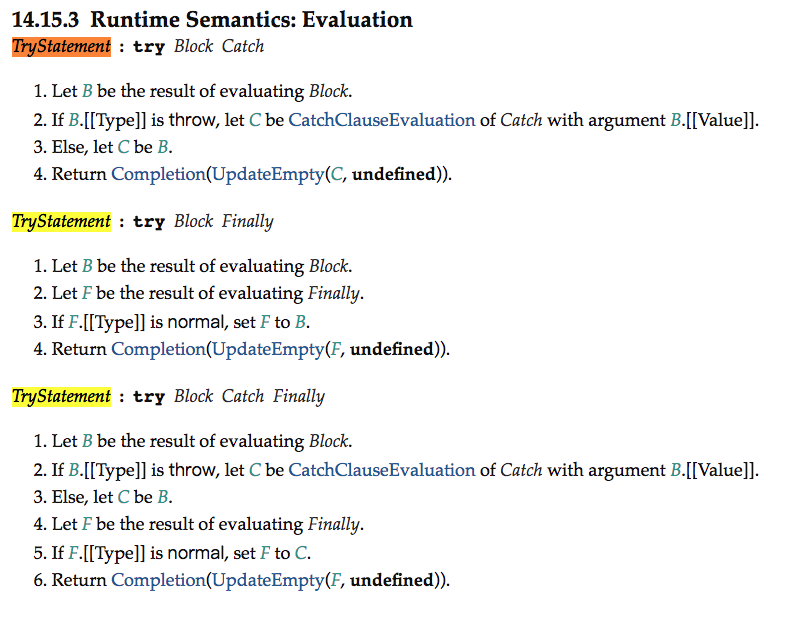 14.15.3 Runtime Semantics: Evaluation
TryStatement : try Block Catch
1. Let B be the result of evaluating Block.
2. If B.[[Type]] is throw, let C be CatchClauseEvaluation of Catch with argument B.[[Value]].
3. Else, let C be B.
4. Return Completion(UpdateEmpty(C, undefined)).
TryStatement : try Block Finally
1. Let B be the result of evaluating Block.
2. Let F be the result of evaluating Finally.
3. If F.[[Type]] is normal, set F to B.
4. Return Completion(UpdateEmpty(F, undefined)).
TryStatement : try Block Catch Finally
1. Let B be the result of evaluating Block.
2. If B.[[Type]] is throw, let C be CatchClauseEvaluation of Catch with argument B.[[Value]].
3. Else, let C be B.
4. Let F be the result of evaluating Finally.
5. If F.[[Type]] is normal, set F to C.
6. Return Completion(UpdateEmpty(F, undefined)).